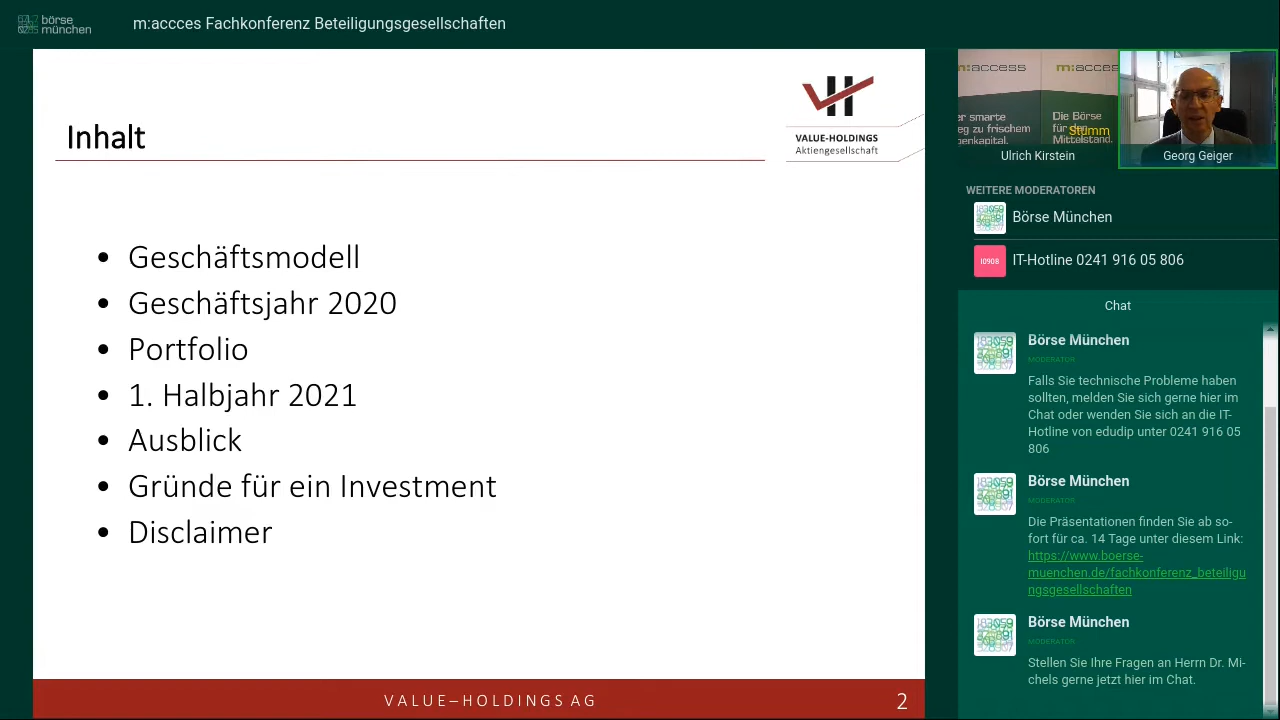 börse
münchen
m:accces Fachkonferenz Beteiligungsgesellschaften
Inhalt
VALUE-HOLDINGS
Aktiengesellschaft
• Geschäftsmodell
• Geschäftsjahr 2020
• Portfolio
• 1. Halbjahr 2021
• Ausblick
• Gründe für ein Investment
• Disclaimer
VALUE–HOLDINGS AG
2
m:access
m:acces
er smarte
eg zu frischem
genkapital.
Die Börse
für den
Mittelstand.
Stumm
Ulrich Kirstein
Georg Geiger
WEITERE MODERATOREN
Börse München
I0908
IT-Hotline 0241 916 05 806
Chat
Börse München
MODERATOR
Falls Sie technische Probleme haben
sollten, melden Sie sich gerne hier im
Chat oder wenden Sie sich an die IT-
Hotline von edudip unter 0241 916 05
806
Börse München
MODERATOR
Die Präsentationen finden Sie ab so-
fort für ca. 14 Tage unter diesem Link:
https://www.boerse-
muenchen.de/fachkonferenz_beteiligu
ngsgesellschaften
Börse München
MODERATOR
Stellen Sie Ihre Fragen an Herrn Dr. Mi-
chels gerne jetzt hier im Chat.